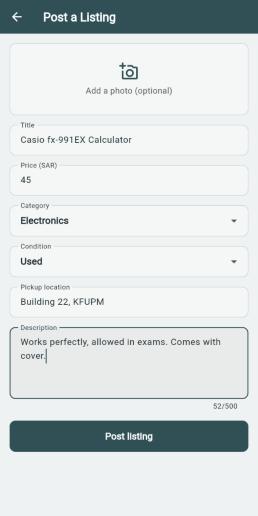 Post a Listing
Add a photo (optional)
Title
Casio fx-991EX Calculator
Price (SAR)
45
Category
Electronics
Condition
Used
Pickup location
Building 22, KFUPM
Description
Works perfectly, allowed in exams. Comes with
cover.
52/500
Post listing